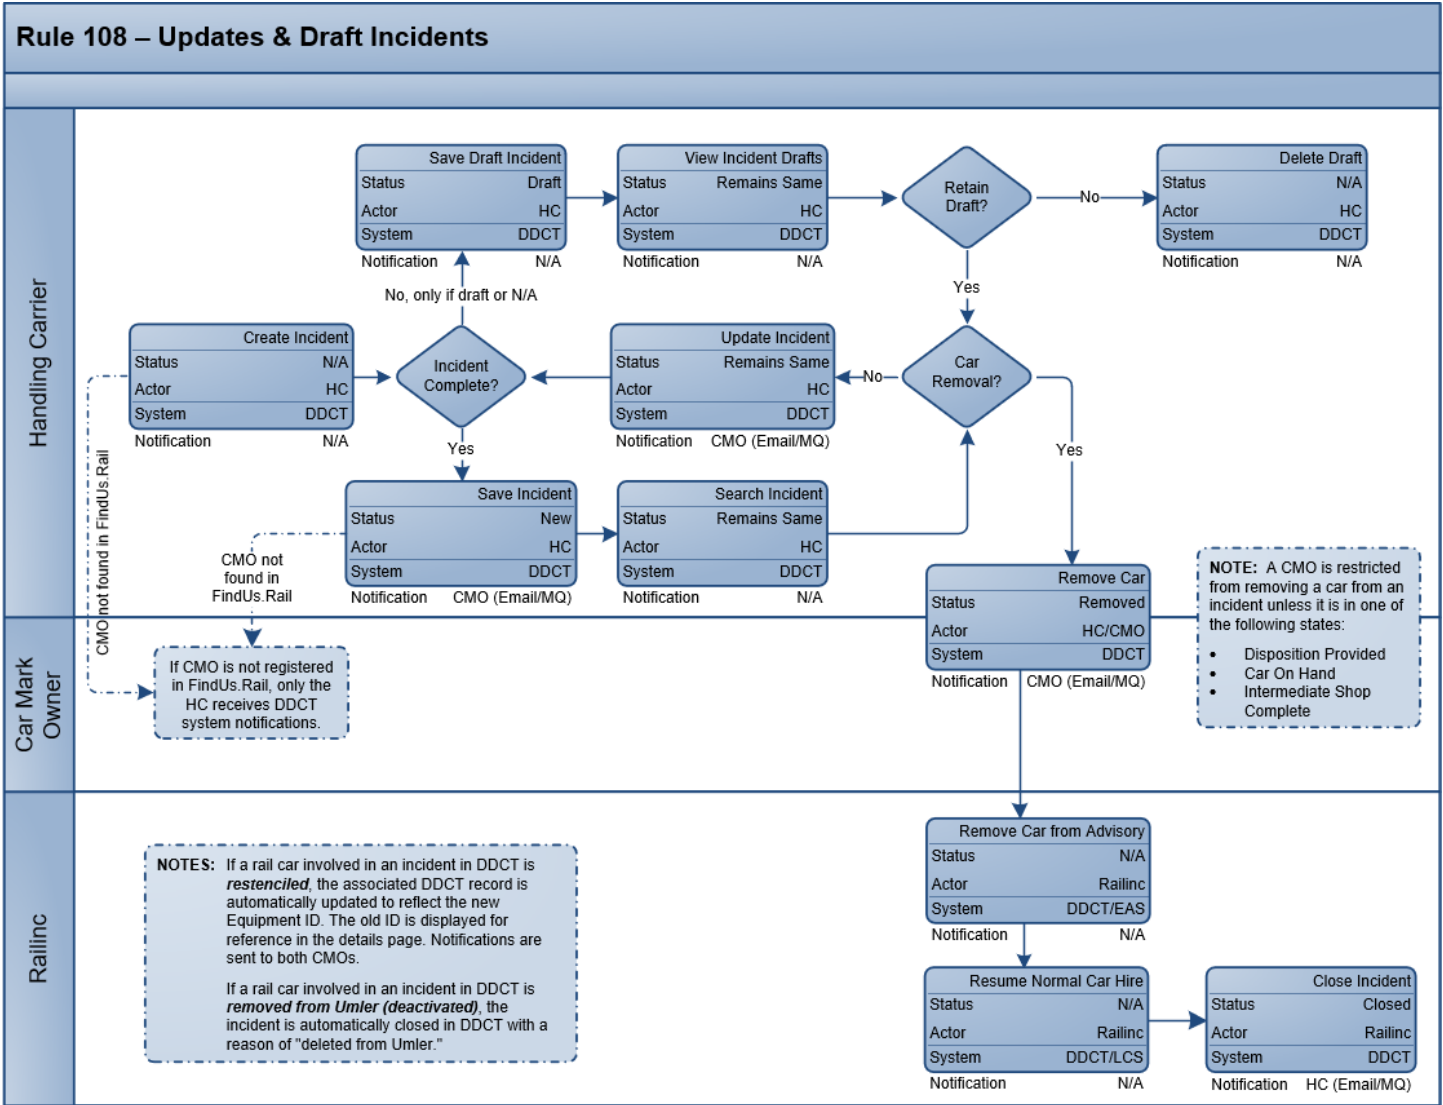 Rule 108 – Updates & Draft Incidents
Handling Carrier
Save Draft Incident
Status Draft
Actor HC
System DDCT
Notification N/A
View Incident Drafts
Status Remains Same
Actor HC
System DDCT
Notification N/A
Retain
Draft?
No
Delete Draft
Status N/A
Actor HC
System DDCT
Notification N/A
No, only if draft or N/A
Yes
Create Incident
Status N/A
Actor HC
System DDCT
Notification N/A
Incident
Complete?
Update Incident
Status Remains Same
Actor HC
System DDCT
Notification CMO (Email/MQ)
No
Car
Removal?
Yes
Yes
CMO not found in FindUs.Rail
Save Incident
Status New
Actor HC
System DDCT
Notification CMO (Email/MQ)
Search Incident
Status Remains Same
Actor HC
System DDCT
Notification N/A
CMO not
found in
FindUs.Rail
Remove Car
Status Removed
Actor HC/CMO
System DDCT
Notification CMO (Email/MQ)
NOTE: A CMO is restricted
from removing a car from an
incident unless it is in one of
the following states:
• Disposition Provided
• Car On Hand
• Intermediate Shop
Complete
Car Mark
Owner
If CMO is not registered
in FindUs.Rail, only the
HC receives DDCT
system notifications.
Railinc
NOTES: If a rail car involved in an incident in DDCT is
restenciled, the associated DDCT record is
automatically updated to reflect the new
Equipment ID. The old ID is displayed for
reference in the details page. Notifications are
sent to both CMOs.
If a rail car involved in an incident in DDCT is
removed from Umler (deactivated), the
incident is automatically closed in DDCT with a
reason of "deleted from Umler."
Remove Car from Advisory
Status N/A
Actor Railinc
System DDCT/EAS
Notification N/A
Resume Normal Car Hire
Status N/A
Actor Railinc
System DDCT/LCS
Notification N/A
Close Incident
Status Closed
Actor Railinc
System DDCT
Notification HC (Email/MQ)